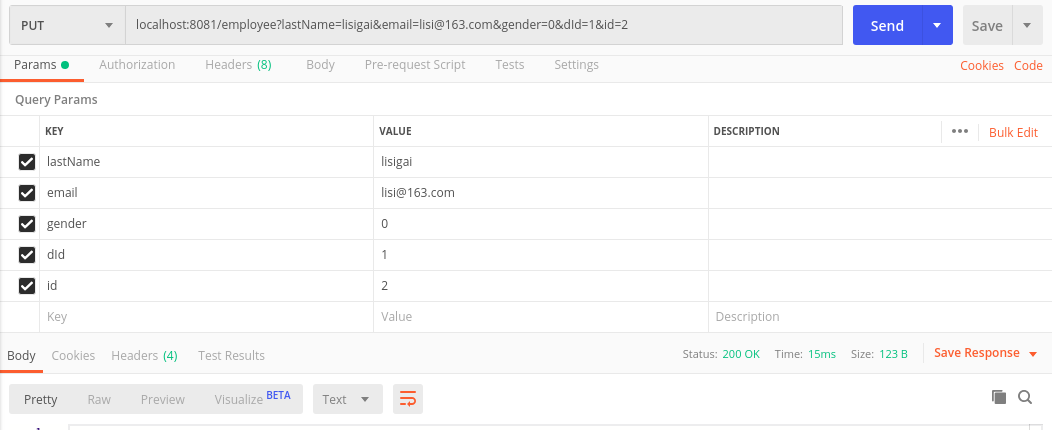 PUT localhost:8081/employee?lastName=lisigai&email=lisi@163.com&gender=0&dId=1&id=2 Send Save
Params Authorization Headers (8) Body Pre-request Script Tests Settings Cookies Code
Query Params
KEY VALUE DESCRIPTION ••• Bulk Edit
lastName lisigai
email lisi@163.com
gender 0
dId 1
id 2
Key Value Description
Body Cookies Headers (4) Test Results Status: 200 OK Time: 15ms Size: 123 B Save Response
Pretty Raw Preview Visualize BETA Text